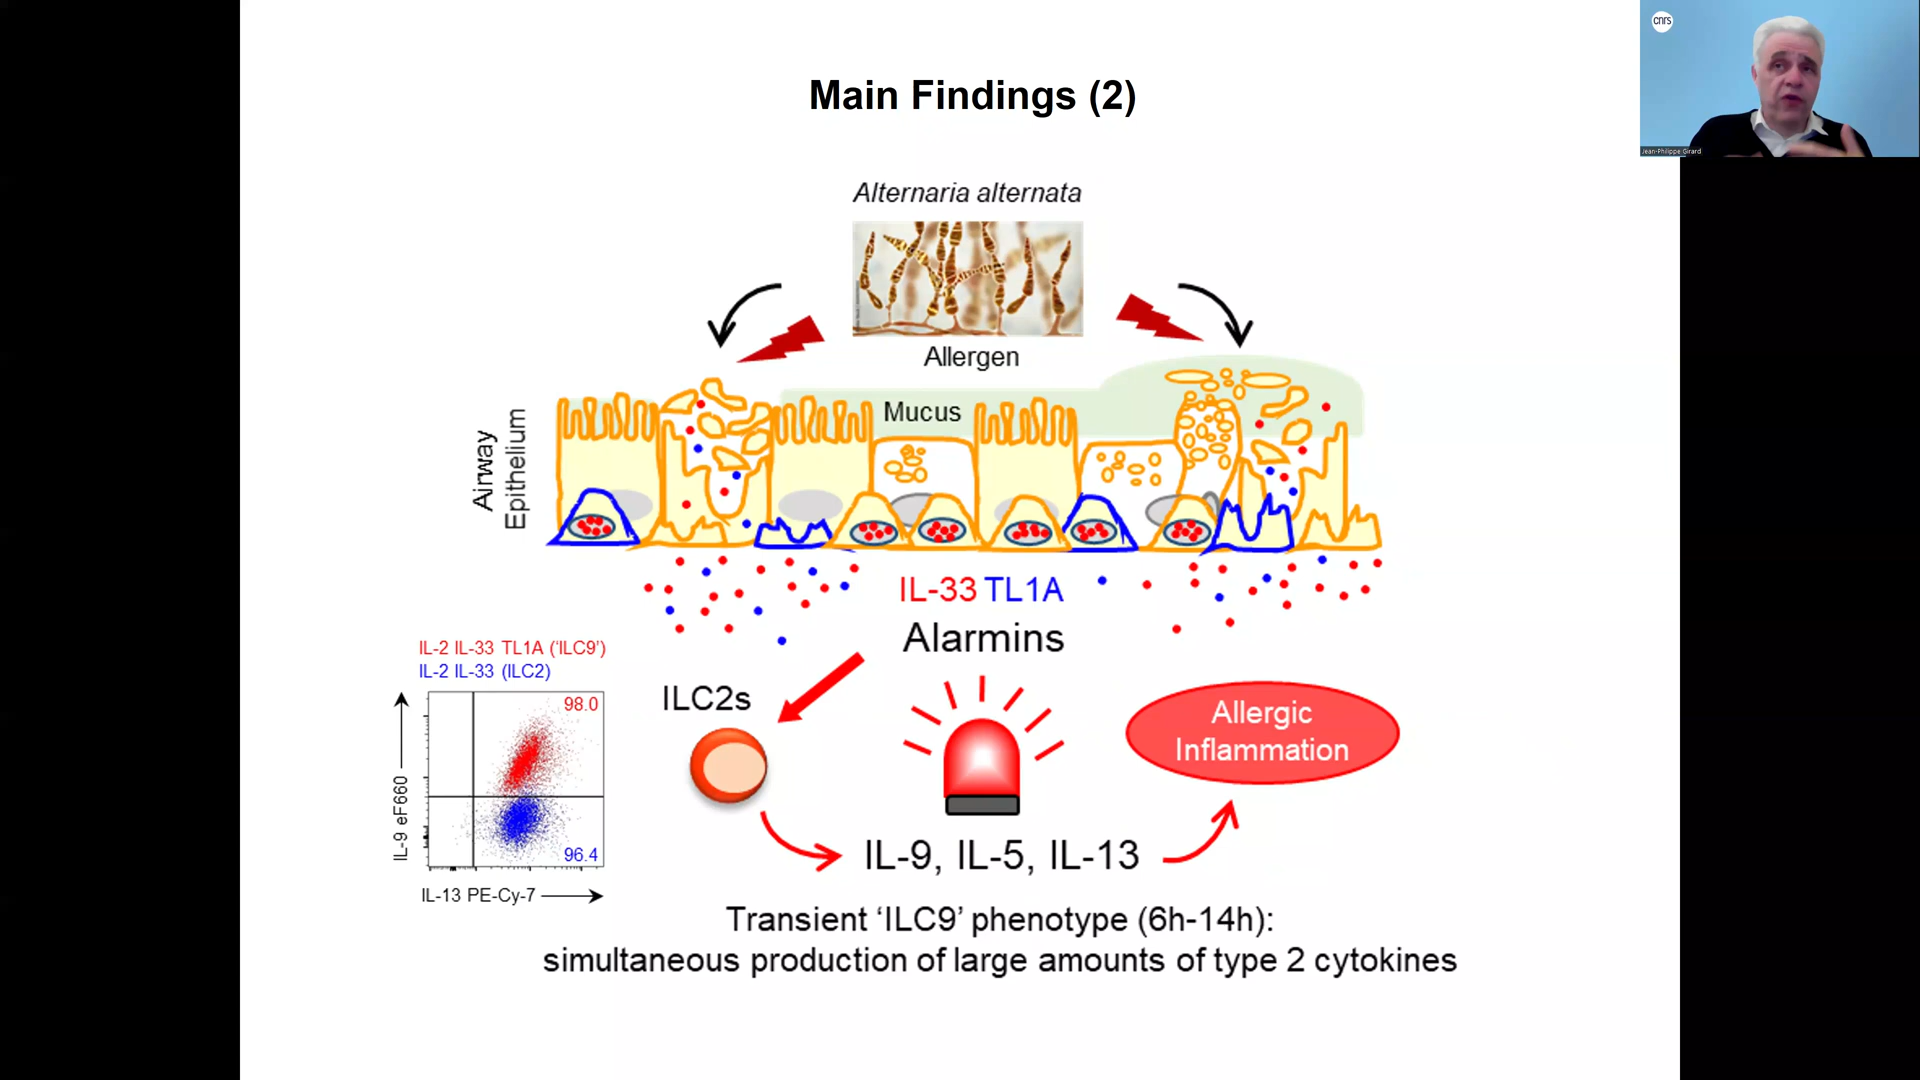 cnrs
Jean-Philippe Girard
Main Findings (2)
Alternaria alternata
Allergen
Mucus
Airway
Epithelium
IL-33 TL1A
Alarmins
IL-2 IL-33 TL1A (‘ILC9’)
IL-2 IL-33 (ILC2)
98.0
96.4
IL-9 eF660
IL-13 PE-Cy-7
ILC2s
Allergic
Inflammation
IL-9, IL-5, IL-13
Transient ‘ILC9’ phenotype (6h-14h):
simultaneous production of large amounts of type 2 cytokines